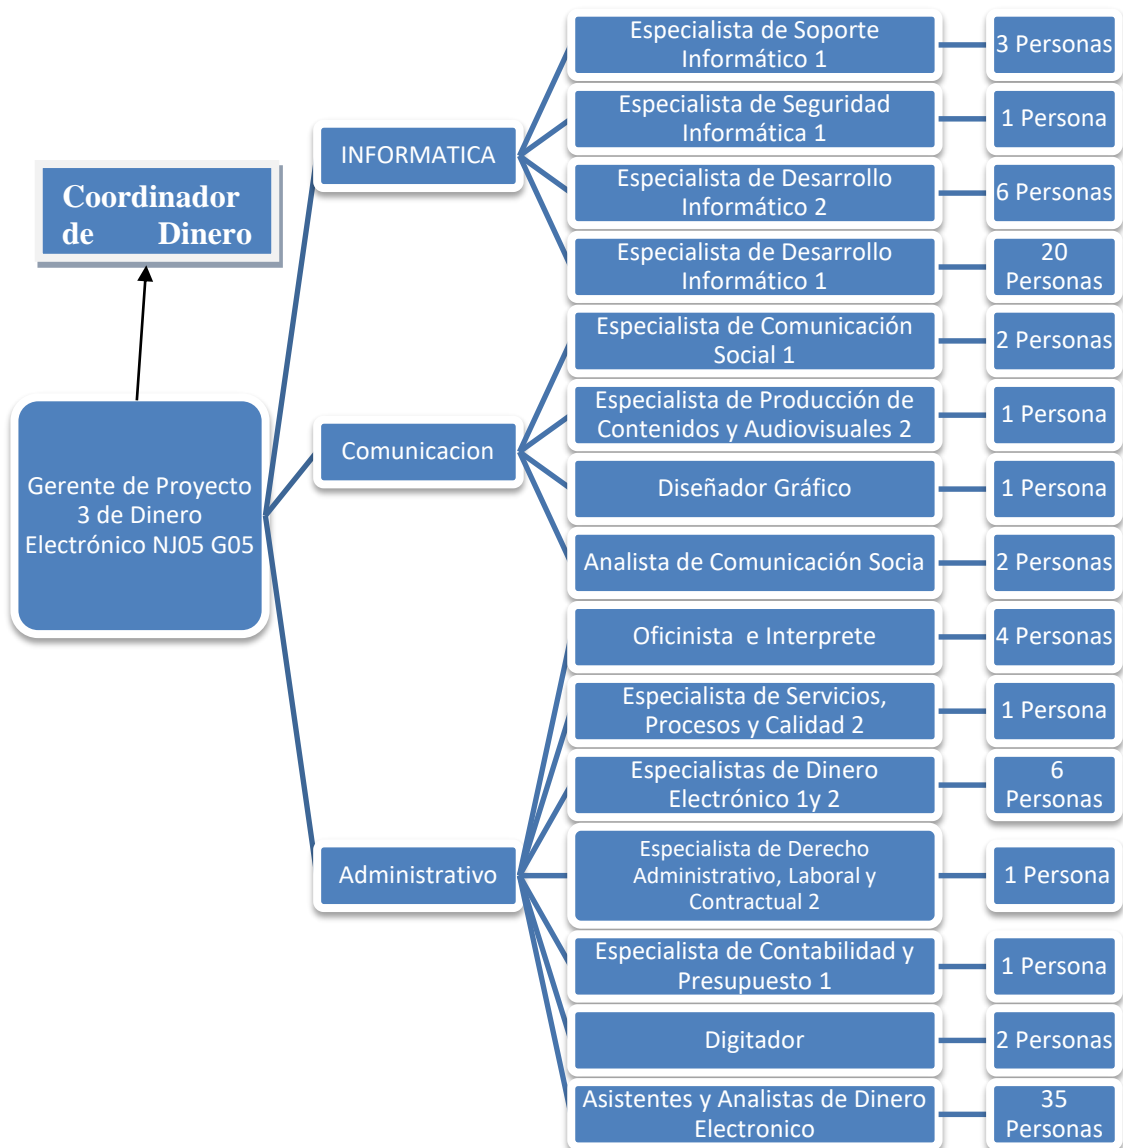 Coordinador
de Dinero
Gerente de Proyecto
3 de Dinero
Electrónico NJ05 G05
INFORMATICA
Especialista de Soporte
Informático 1
3 Personas
Especialista de Seguridad
Informática 1
1 Persona
Especialista de Desarrollo
Informático 2
6 Personas
Especialista de Desarrollo
Informático 1
20
Personas
Comunicacion
Especialista de Comunicación
Social 1
2 Personas
Especialista de Producción de
Contenidos y Audiovisuales 2
1 Persona
Diseñador Gráfico
1 Persona
Analista de Comunicación Socia
2 Personas
Administrativo
Oficinista e Interprete
4 Personas
Especialista de Servicios,
Procesos y Calidad 2
1 Persona
Especialistas de Dinero
Electrónico 1y 2
6
Personas
Especialista de Derecho
Administrativo, Laboral y
Contractual 2
1 Persona
Especialista de Contabilidad y
Presupuesto 1
1 Persona
Digitador
2 Personas
Asistentes y Analistas de Dinero
Electronico
35
Personas